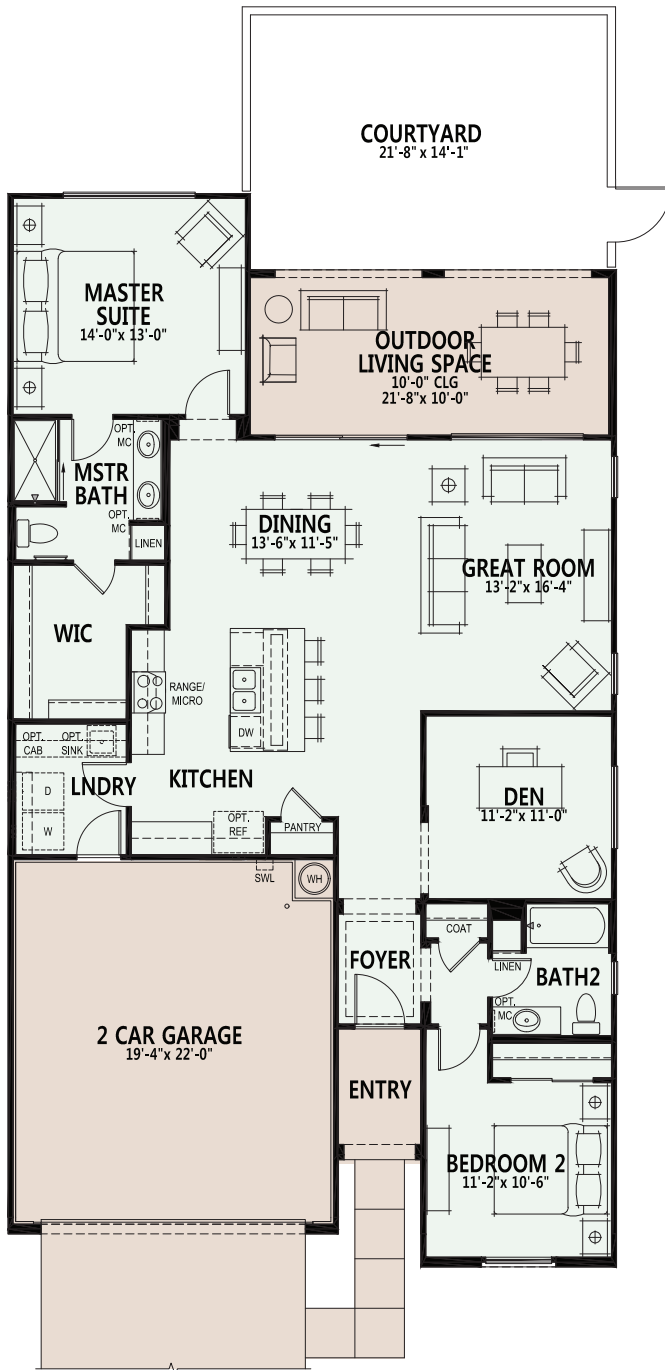 COURTYARD
21'-8" x 14'-1"
MASTER
SUITE
14'-0"x 13'-0"
OUTDOOR
LIVING SPACE
10'-0" CLG
21'-8"x 10'-0"
OPT.
MC
MSTR
BATH
OPT.
MC
LINEN
DINING
13'-6"x 11'-5"
GREAT ROOM
13'-2"x 16'-4"
WIC
RANGE/
MICRO
DW
OPT.
CAB
OPT.
SINK
LNDRY
D
W
KITCHEN
OPT.
REF
PANTRY
DEN
11'-2"x 11'-0"
SWL
WH
COAT
FOYER
LINEN
BATH2
OPT.
MC
2 CAR GARAGE
19'-4"x 22'-0"
ENTRY
BEDROOM 2
11'-2"x 10'-6"